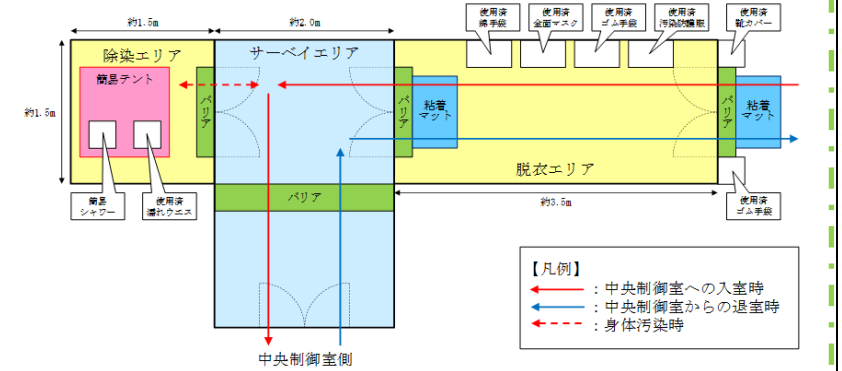 約1.5m
約2.0m
使用済
綿手袋
使用済
全面マスク
使用済
ゴム手袋
使用済
汚染防護服
使用済
靴カバー
除染エリア
サーベイエリア
簡易テント
バリア
バリア
粘着
マット
バリア
粘着
マット
約1.5m
脱衣エリア
簡易
シャワー
使用済
濡れウエス
バリア
約3.5m
使用済
ゴム手袋
【凡例】
：中央制御室への入室時
：中央制御室からの退室時
：身体汚染時
中央制御室側